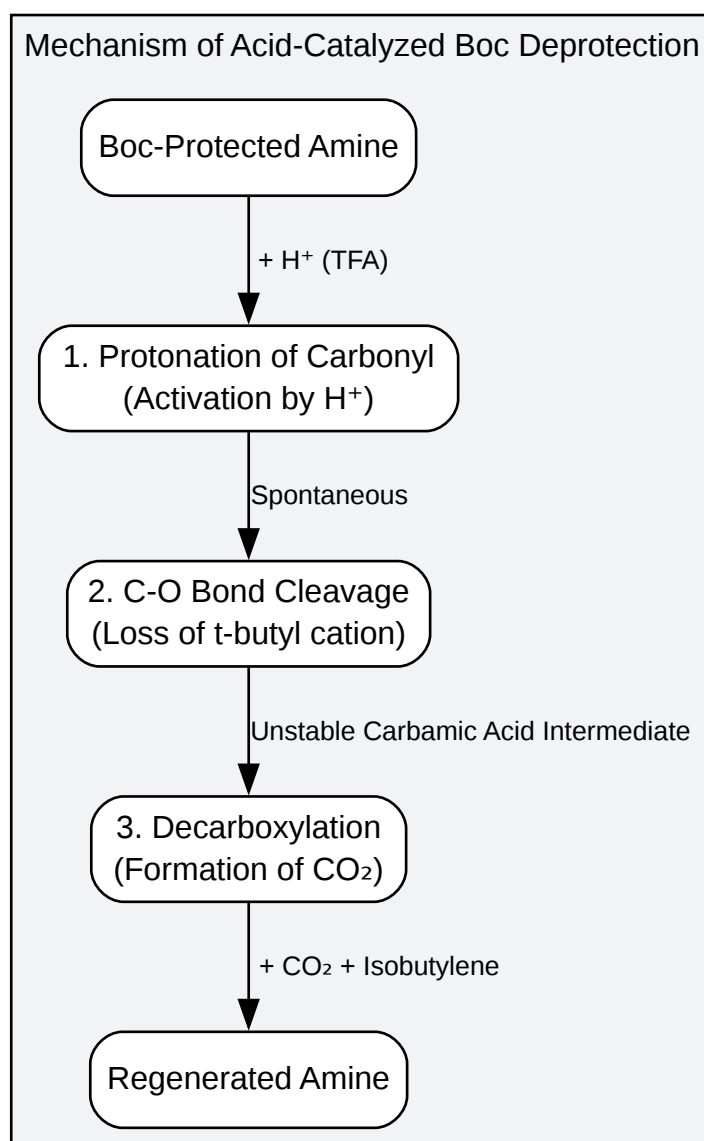 Mechanism of Acid-Catalyzed Boc Deprotection
Boc-Protected Amine
+ H⁺ (TFA)
1. Protonation of Carbonyl
(Activation by H⁺)
Spontaneous
2. C-O Bond Cleavage
(Loss of t-butyl cation)
Unstable Carbamic Acid Intermediate
3. Decarboxylation
(Formation of CO₂)
+ CO₂ + Isobutylene
Regenerated Amine